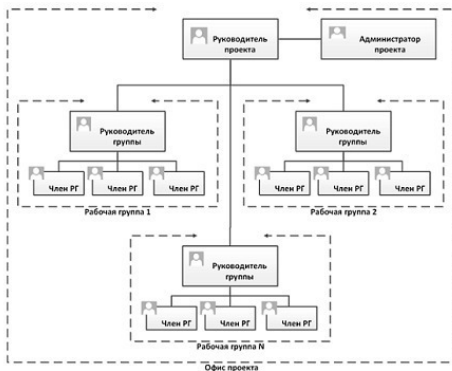 Руководитель
проекта
Администратор
проекта
Руководитель
группы
Член РГ
Член РГ
Член РГ
Рабочая группа 1
Руководитель
группы
Член РГ
Член РГ
Член РГ
Рабочая группа 2
Руководитель
группы
Член РГ
Член РГ
Член РГ
Рабочая группа N
Офис проекта